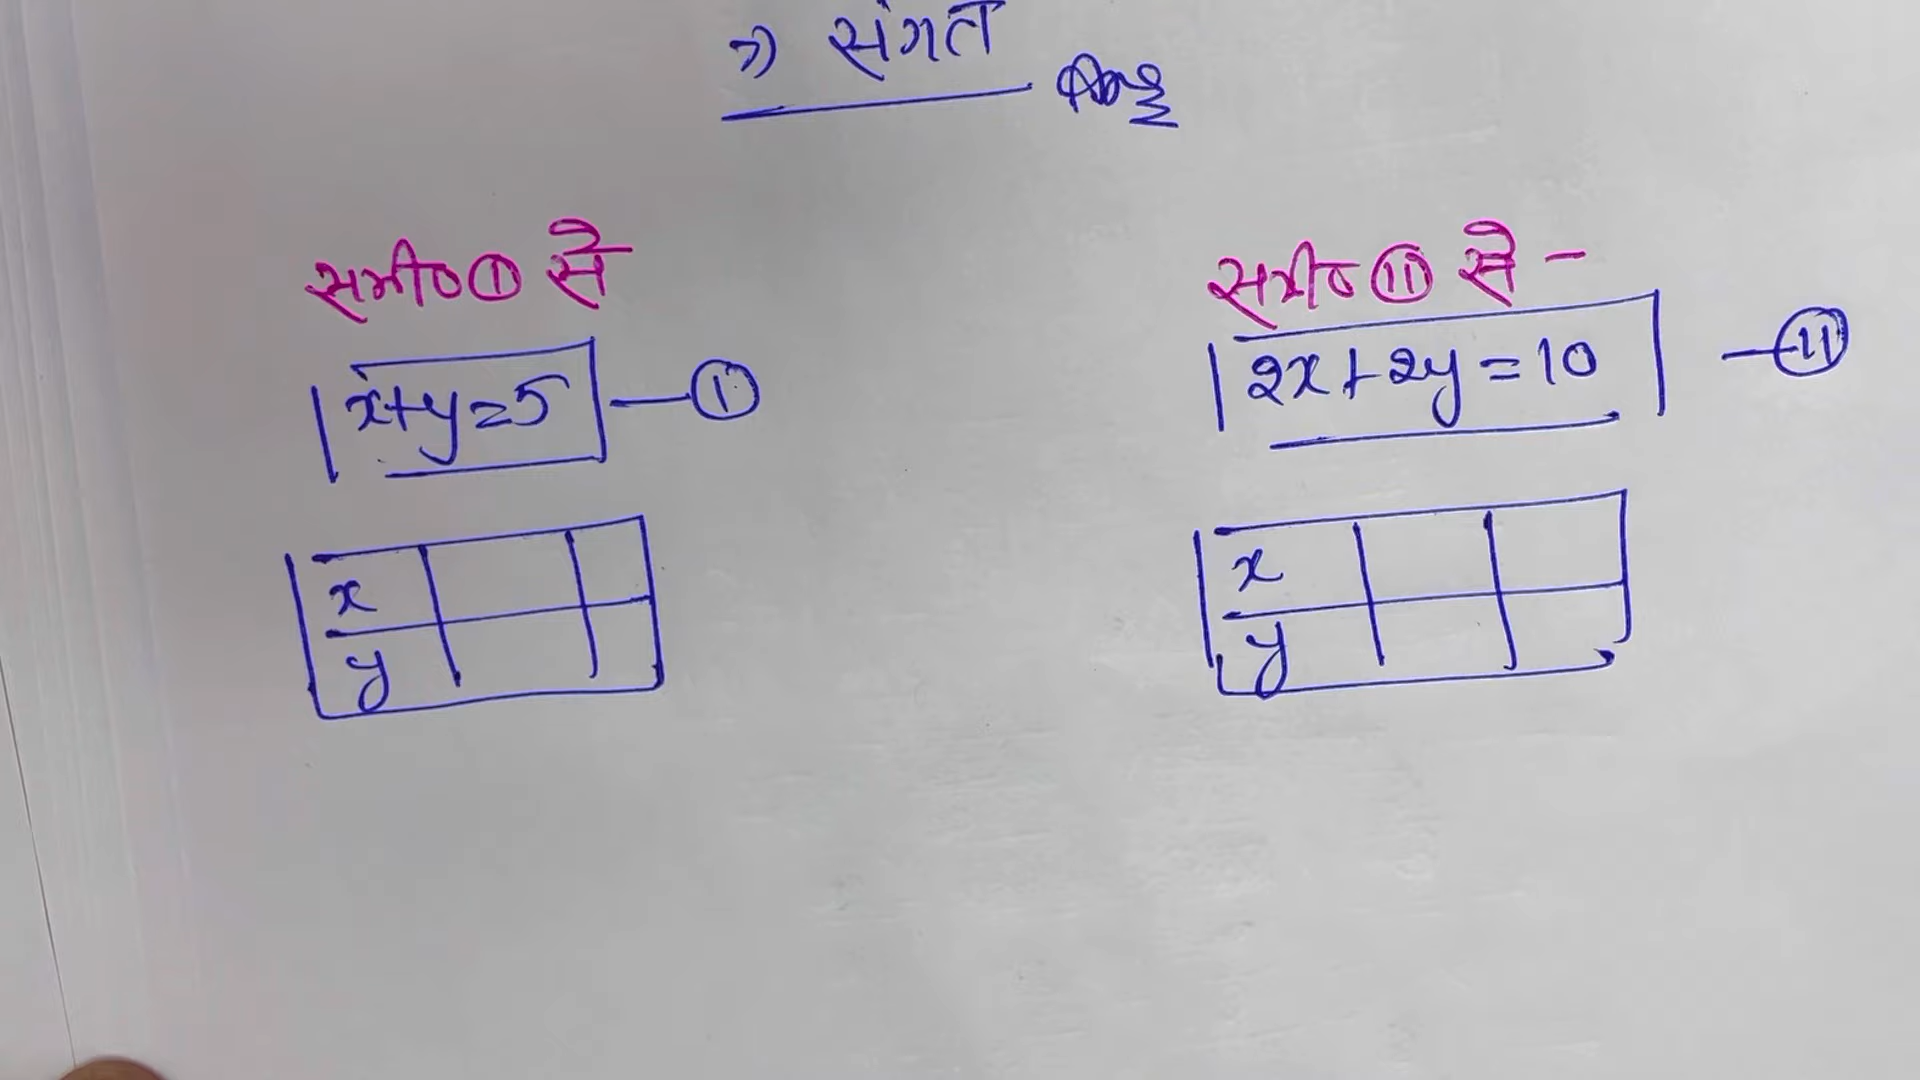 =) संगत
समी० ① से
x+y=5 —①
x
y
समी० ⑪ से –
2x+2y=10 —⑪
x
y